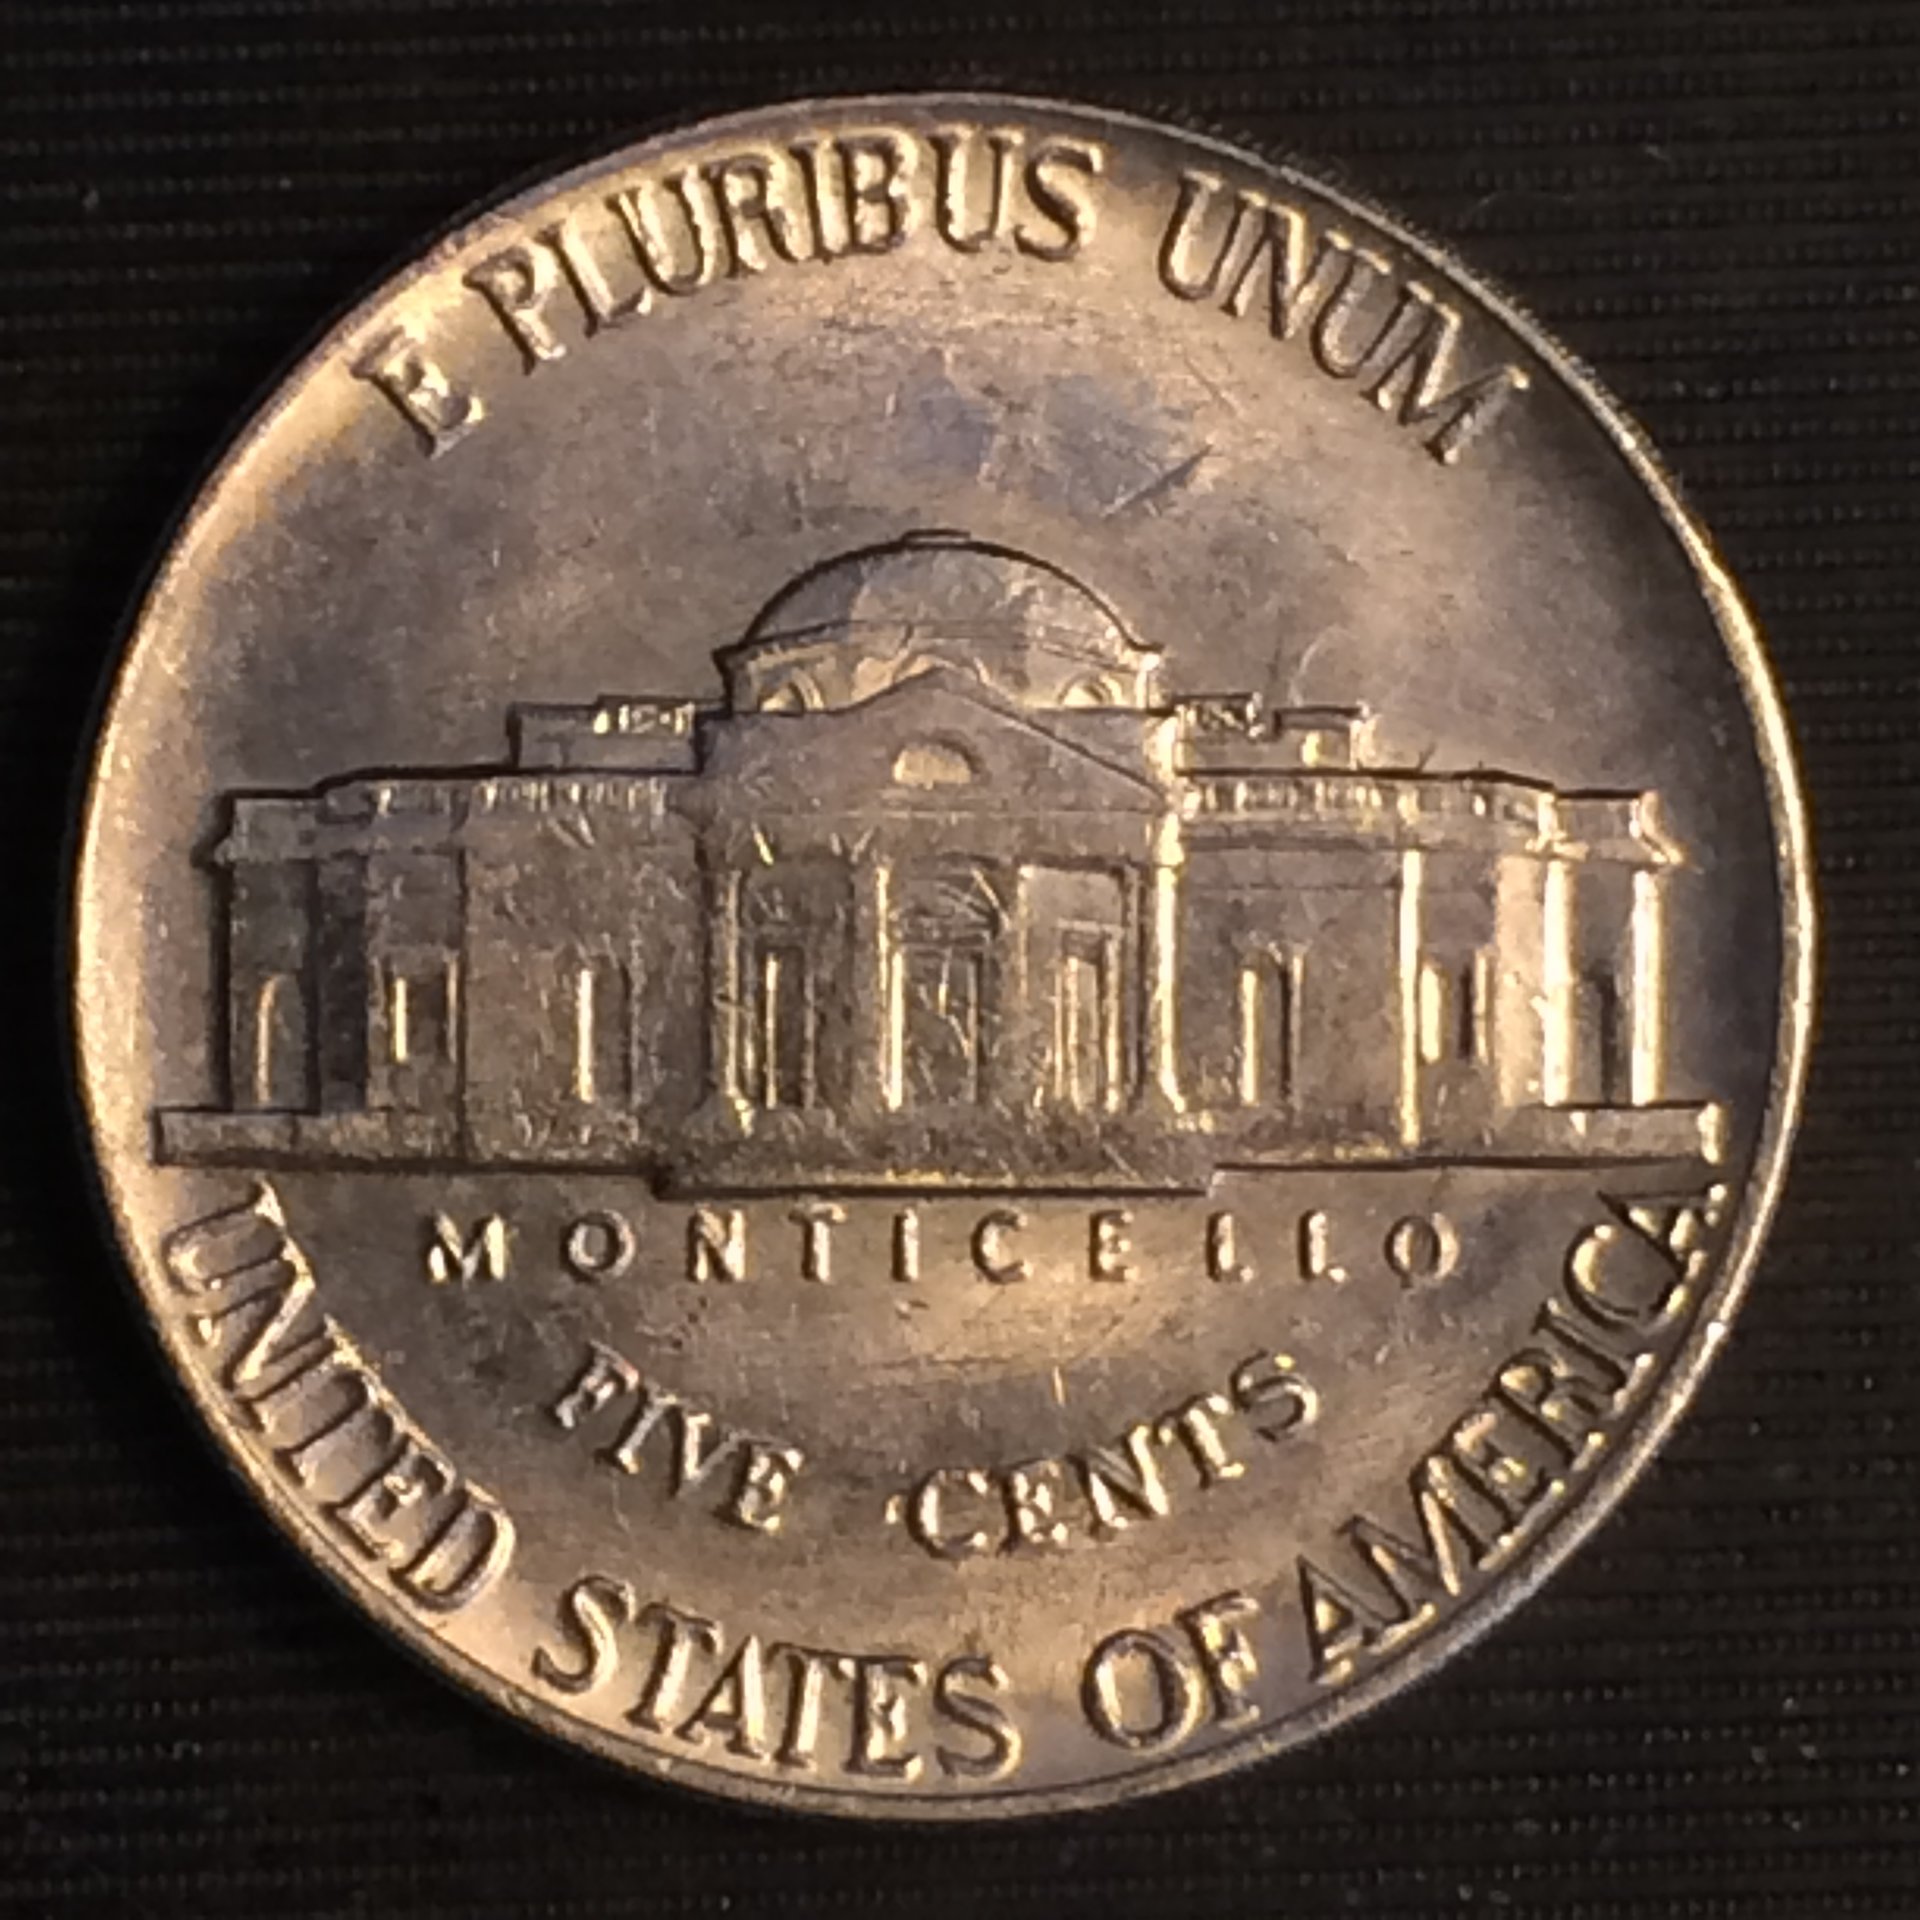 E PLURIBUS UNUM
MONTICELLO
FIVE CENTS
UNITED STATES OF AMERICA